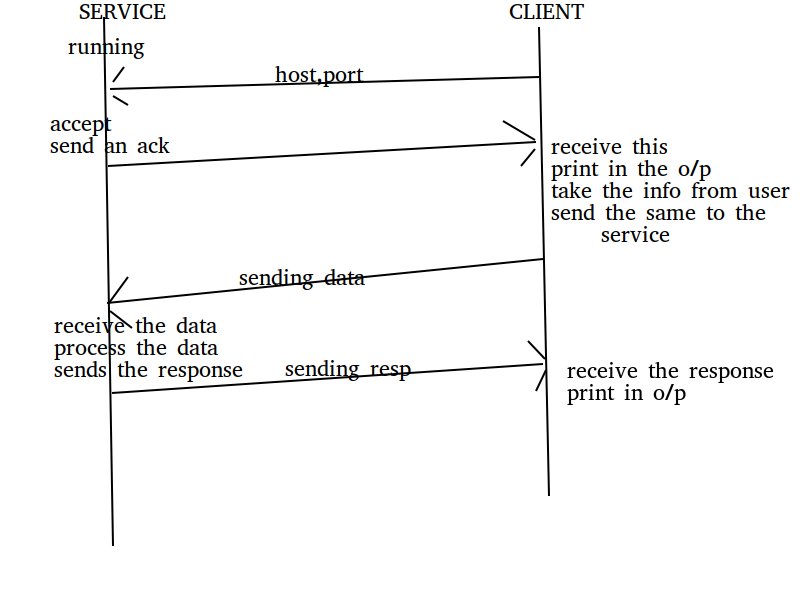 SERVICE
CLIENT
running
host,port
accept
send an ack
receive this
print in the o/p
take the info from user
send the same to the
service
sending data
receive the data
process the data
sends the response
sending resp
receive the response
print in o/p